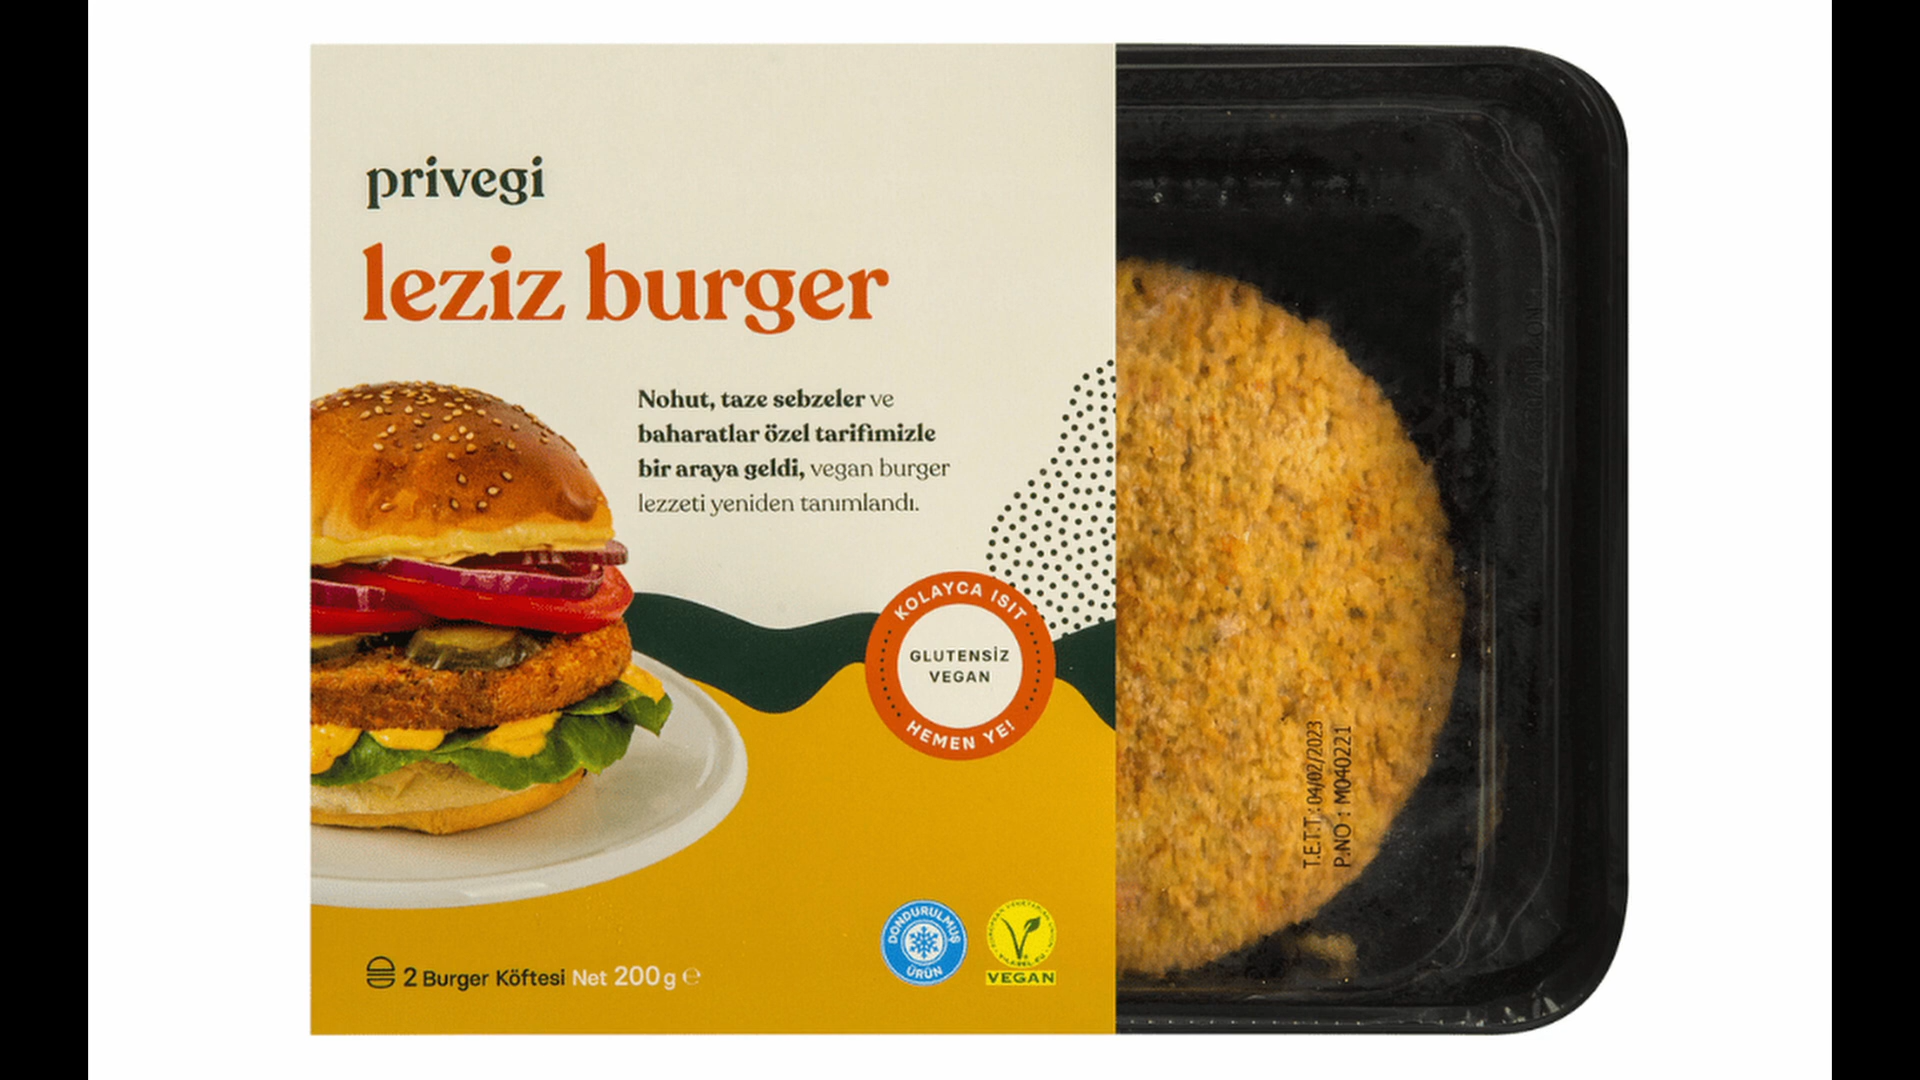 privegi
leziz burger
Nohut, taze sebzeler ve
baharatlar özel tarifimizle
bir araya geldi, vegan burger
lezzeti yeniden tanımlandı.
KOLAYCA ISIT
GLUTENSİZ
VEGAN
HEMEN YE!
T.E.T.T.: 04/02/2023
P.NO : M040221
DONDURULMUŞ
ÜRÜN
VEGAN
2 Burger Köftesi Net 200 g ℮